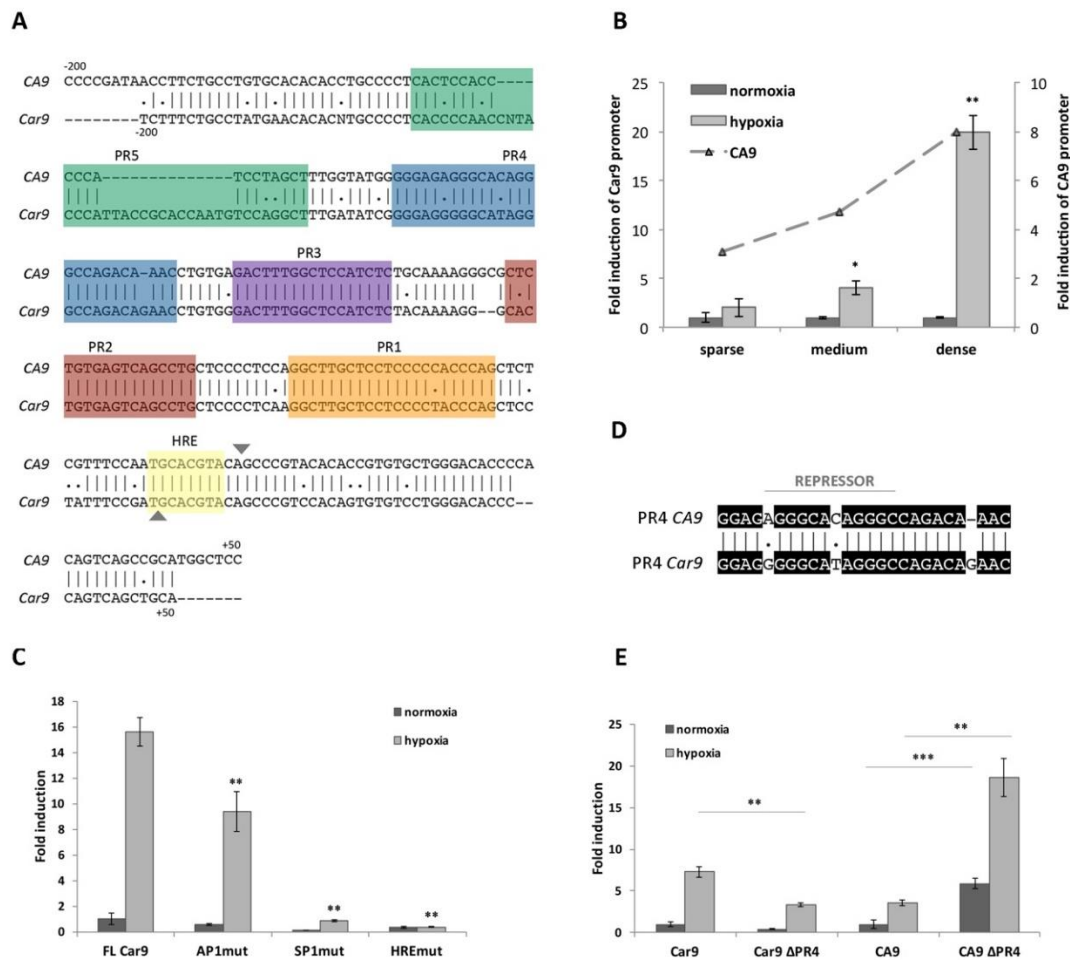 A
-200
CA9 CCCCGATAACCTTCTGCCTGTGCACACACCTGCCCCTCACTCCACC----
Car9 --------TCTTTCTGCCTATGAACACACNTGCCCCTCACCCCAACCNTA
-200
PR5 PR4
CA9 CCCA--------------TCCTAGCTTTGGTATGGGGGAGAGGGCACAGG
Car9 CCCATTACCGCACCAATGTCCAGGCTTTGATATCGGGGAGGGGGCATAGG
PR3
CA9 GCCAGACA-AACCTGTGAGACTTTGGCTCCATCTCTGCAAAAGGGCGCTC
Car9 GCCAGACAGAACCTGTGGGACTTTGGCTCCATCTCTACAAAAGG--GCAC
PR2 PR1
CA9 TGTGAGTCAGCCTGCTCCCCTCCAGGCTTGCTCCTCCCCCACCCAGCTCT
Car9 TGTGAGTCAGCCTGCTCCCCTCAAGGCTTGCTCCTCCCCTACCCAGCTCC
HRE
CA9 CGTTTCCAATGCACGTACAGCCCGTACACACCGTGTGCTGGGACACCCCA
Car9 TATTTCCGATGCACGTACAGCCCGTCCACAGTGTGTCCTGGGACACCC--
+50
CA9 CAGTCAGCCGCATGGCTCC
Car9 CAGTCAGCTGCA-------
+50
B
Fold induction of Car9 promoter
25
20
15
10
5
0
normoxia
hypoxia
CA9
*
**
sparse medium dense
10
8
6
4
2
0
Fold induction of CA9 promoter
D
REPRESSOR
PR4 CA9 GGAGAGGGCACAGGGCCAGACA-AAC
PR4 Car9 GGAGGGGGCATAGGGCCAGACAGAAC
C
Fold induction
18
16
14
12
10
8
6
4
2
0
normoxia
hypoxia
**
**
**
FL Car9 AP1mut SP1mut HREmut
E
Fold induction
25
20
15
10
5
0
normoxia
hypoxia
**
***
**
Car9 Car9 ΔPR4 CA9 CA9 ΔPR4